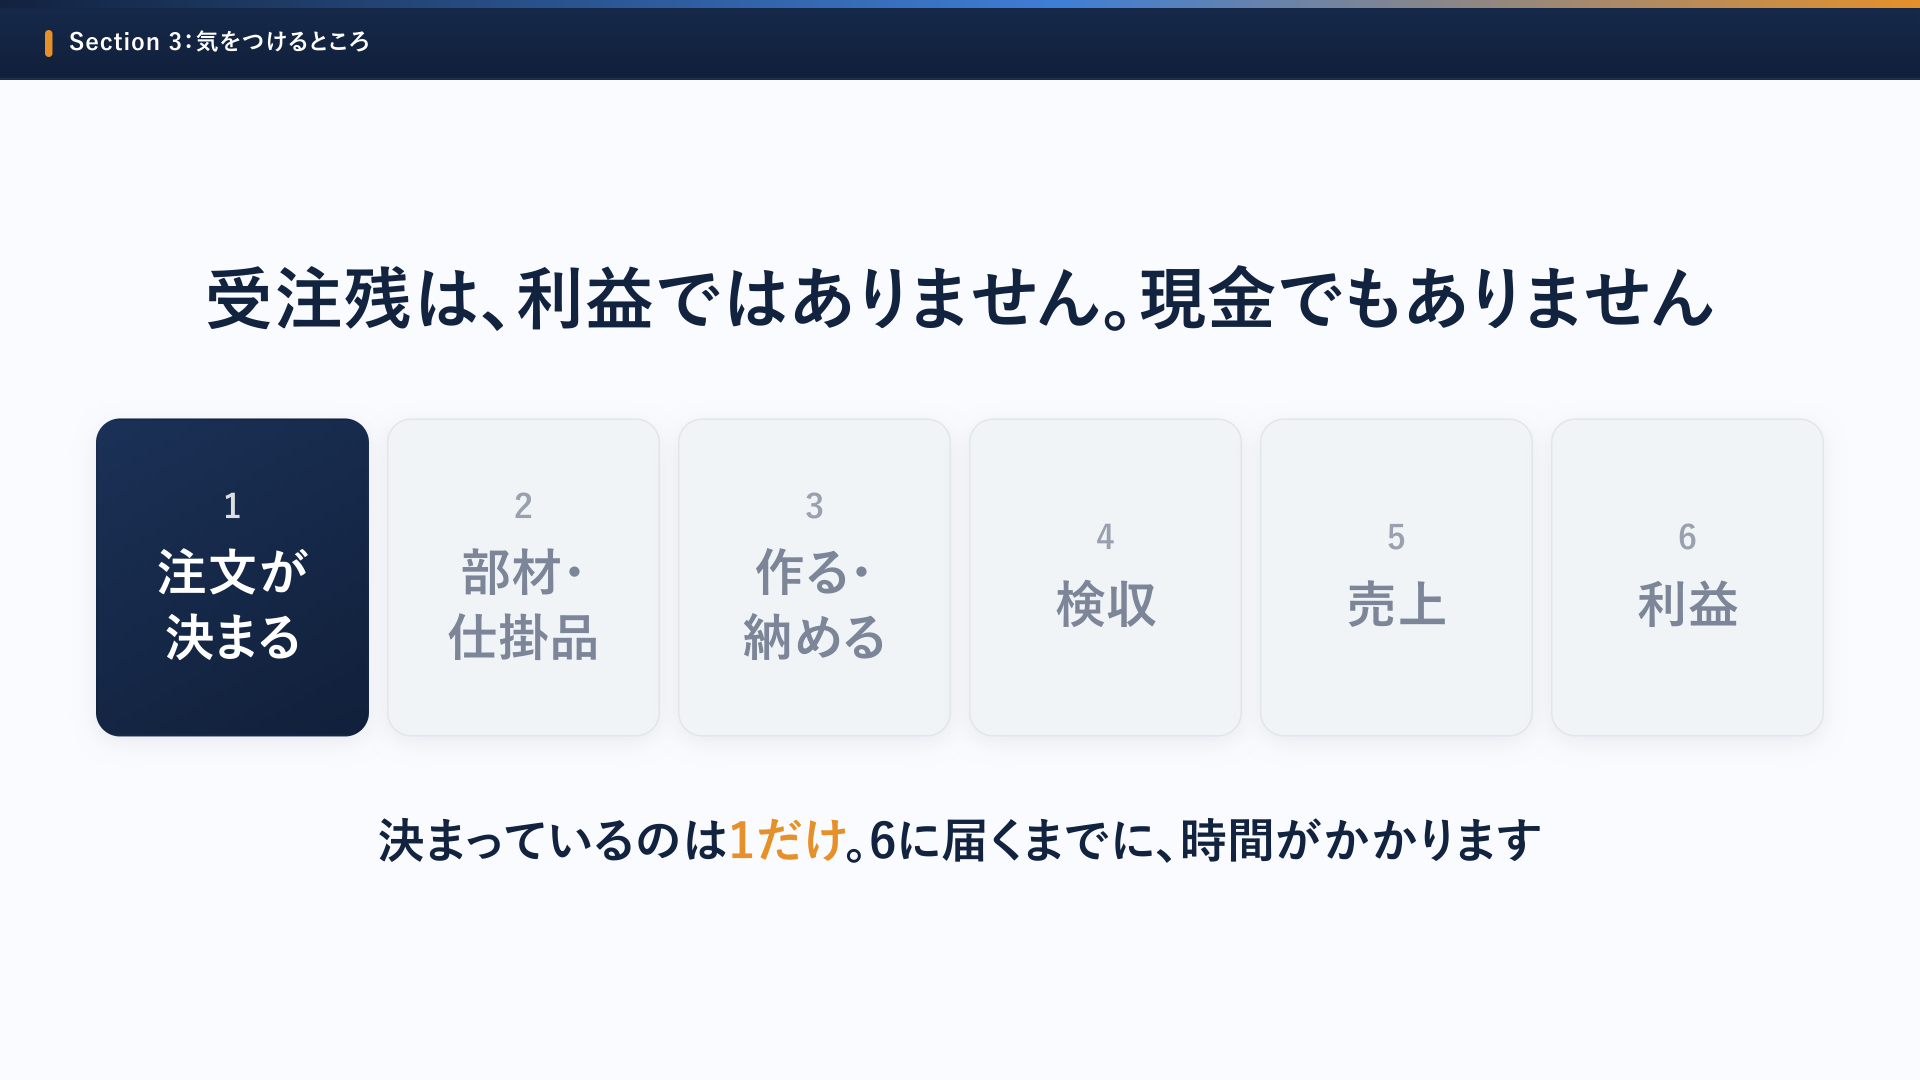 Section 3：気をつけるところ
受注残は、利益ではありません。現金でもありません
1
注文が
決まる
2
部材・
仕掛品
3
作る・
納める
4
検収
5
売上
6
利益
決まっているのは1だけ。6に届くまでに、時間がかかります